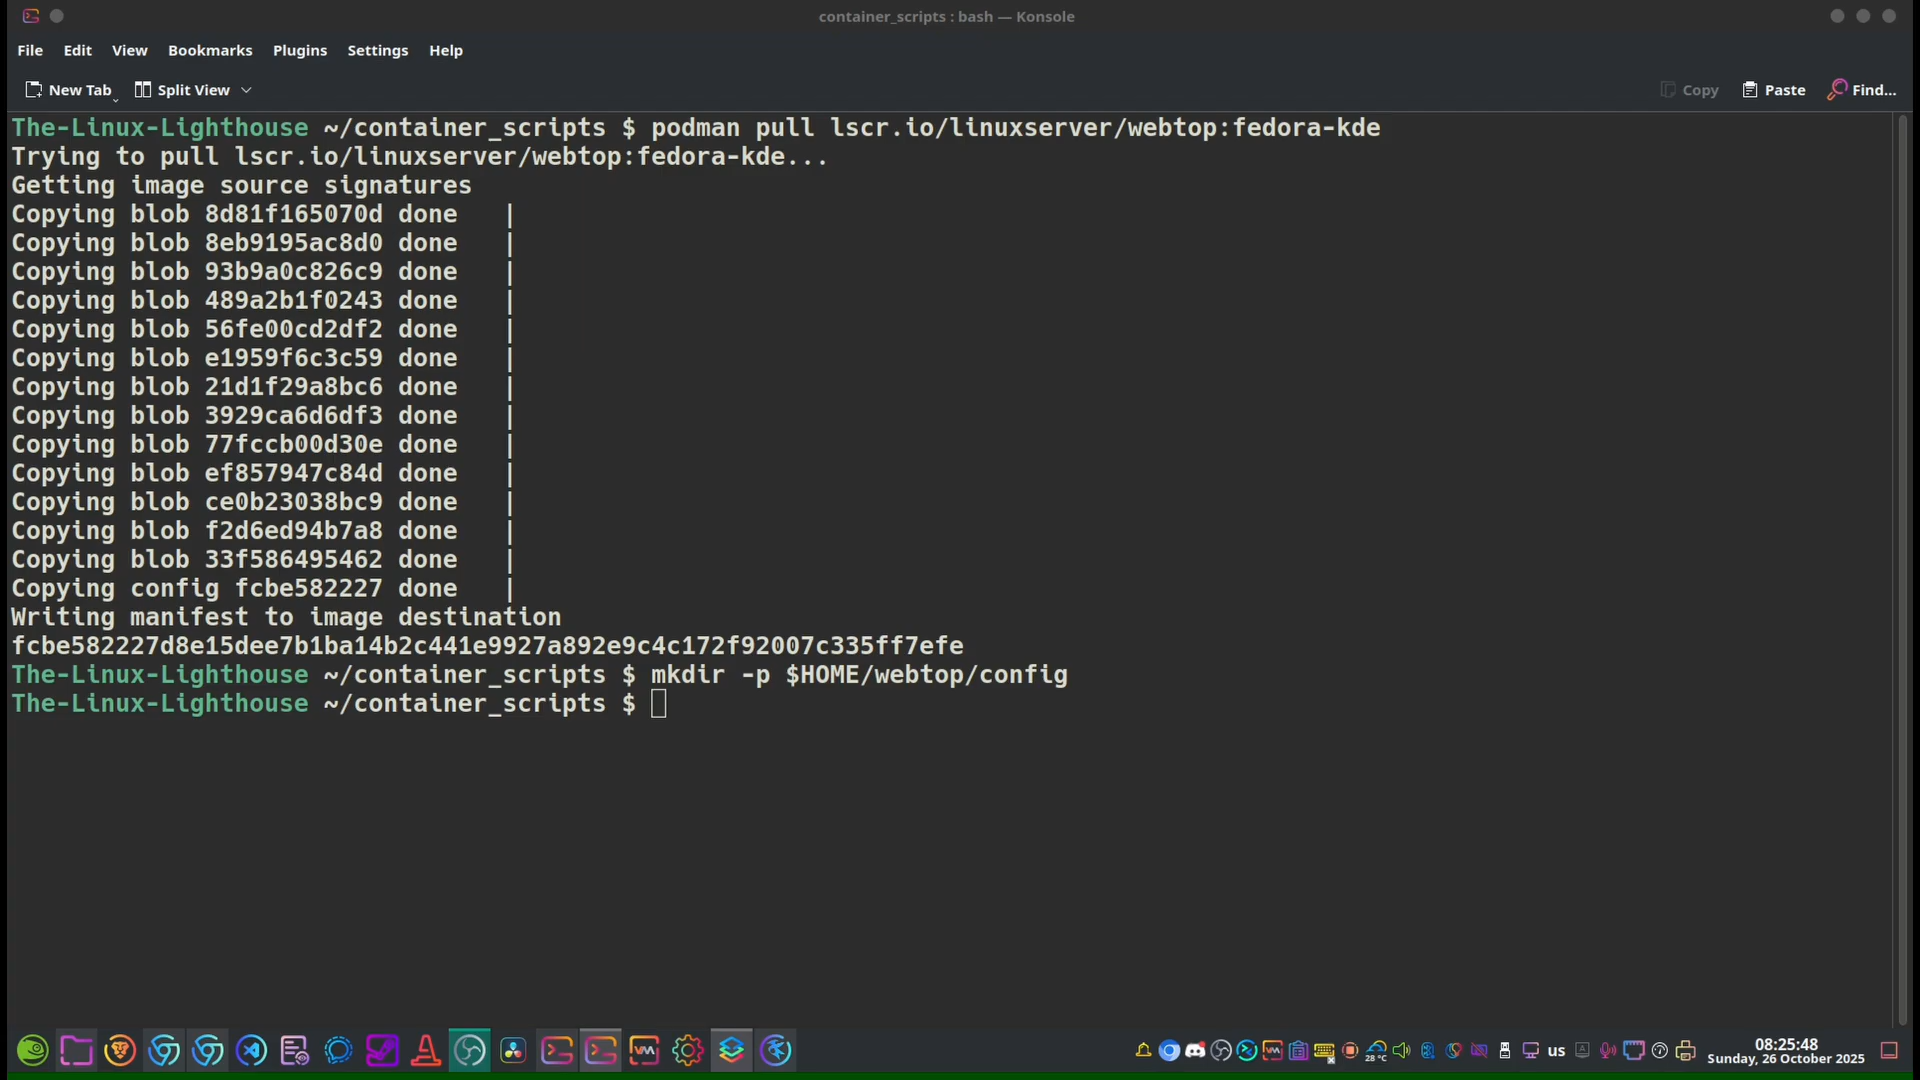 container_scripts : bash — Konsole
File Edit View Bookmarks Plugins Settings Help
New Tab Split View Copy Paste Find...
The-Linux-Lighthouse ~/container_scripts $ podman pull lscr.io/linuxserver/webtop:fedora-kde
Trying to pull lscr.io/linuxserver/webtop:fedora-kde...
Getting image source signatures
Copying blob 8d81f165070d done |
Copying blob 8eb9195ac8d0 done |
Copying blob 93b9a0c826c9 done |
Copying blob 489a2b1f0243 done |
Copying blob 56fe00cd2df2 done |
Copying blob e1959f6c3c59 done |
Copying blob 21d1f29a8bc6 done |
Copying blob 3929ca6d6df3 done |
Copying blob 77fccb00d30e done |
Copying blob ef857947c84d done |
Copying blob ce0b23038bc9 done |
Copying blob f2d6ed94b7a8 done |
Copying blob 33f586495462 done |
Copying config fcbe582227 done |
Writing manifest to image destination
fcbe582227d8e15dee7b1ba14b2c441e9927a892e9c4c172f92007c335ff7efe
The-Linux-Lighthouse ~/container_scripts $ mkdir -p $HOME/webtop/config
The-Linux-Lighthouse ~/container_scripts $
28 °C us 08:25:48
Sunday, 26 October 2025